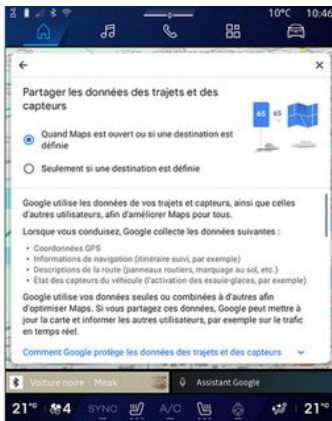 10°C 10:46
Partager les données des trajets et des
capteurs
65 65
Quand Maps est ouvert ou si une destination est
définie
Seulement si une destination est définie
Google utilise les données de vos trajets et capteurs, ainsi que celles
d'autres utilisateurs, afin d'améliorer Maps pour tous.
Lorsque vous conduisez, Google collecte les données suivantes :
• Coordonnées GPS
• Informations de navigation (itinéraire suivi, par exemple)
• Descriptions de la route (panneaux routiers, marquage au sol, etc.)
• État des capteurs du véhicule (l'activation des essuie-glaces, par exemple)
Google utilise vos données seules ou combinées à d'autres afin
d'optimiser Maps. Si vous partagez ces données, Google peut mettre à
jour la carte et informer les autres utilisateurs, par exemple sur le trafic
en temps réel.
Comment Google protège les données des trajets et des capteurs
Voiture noire · Meak
Assistant Google
21°C 4 SYNC A/C 21°C